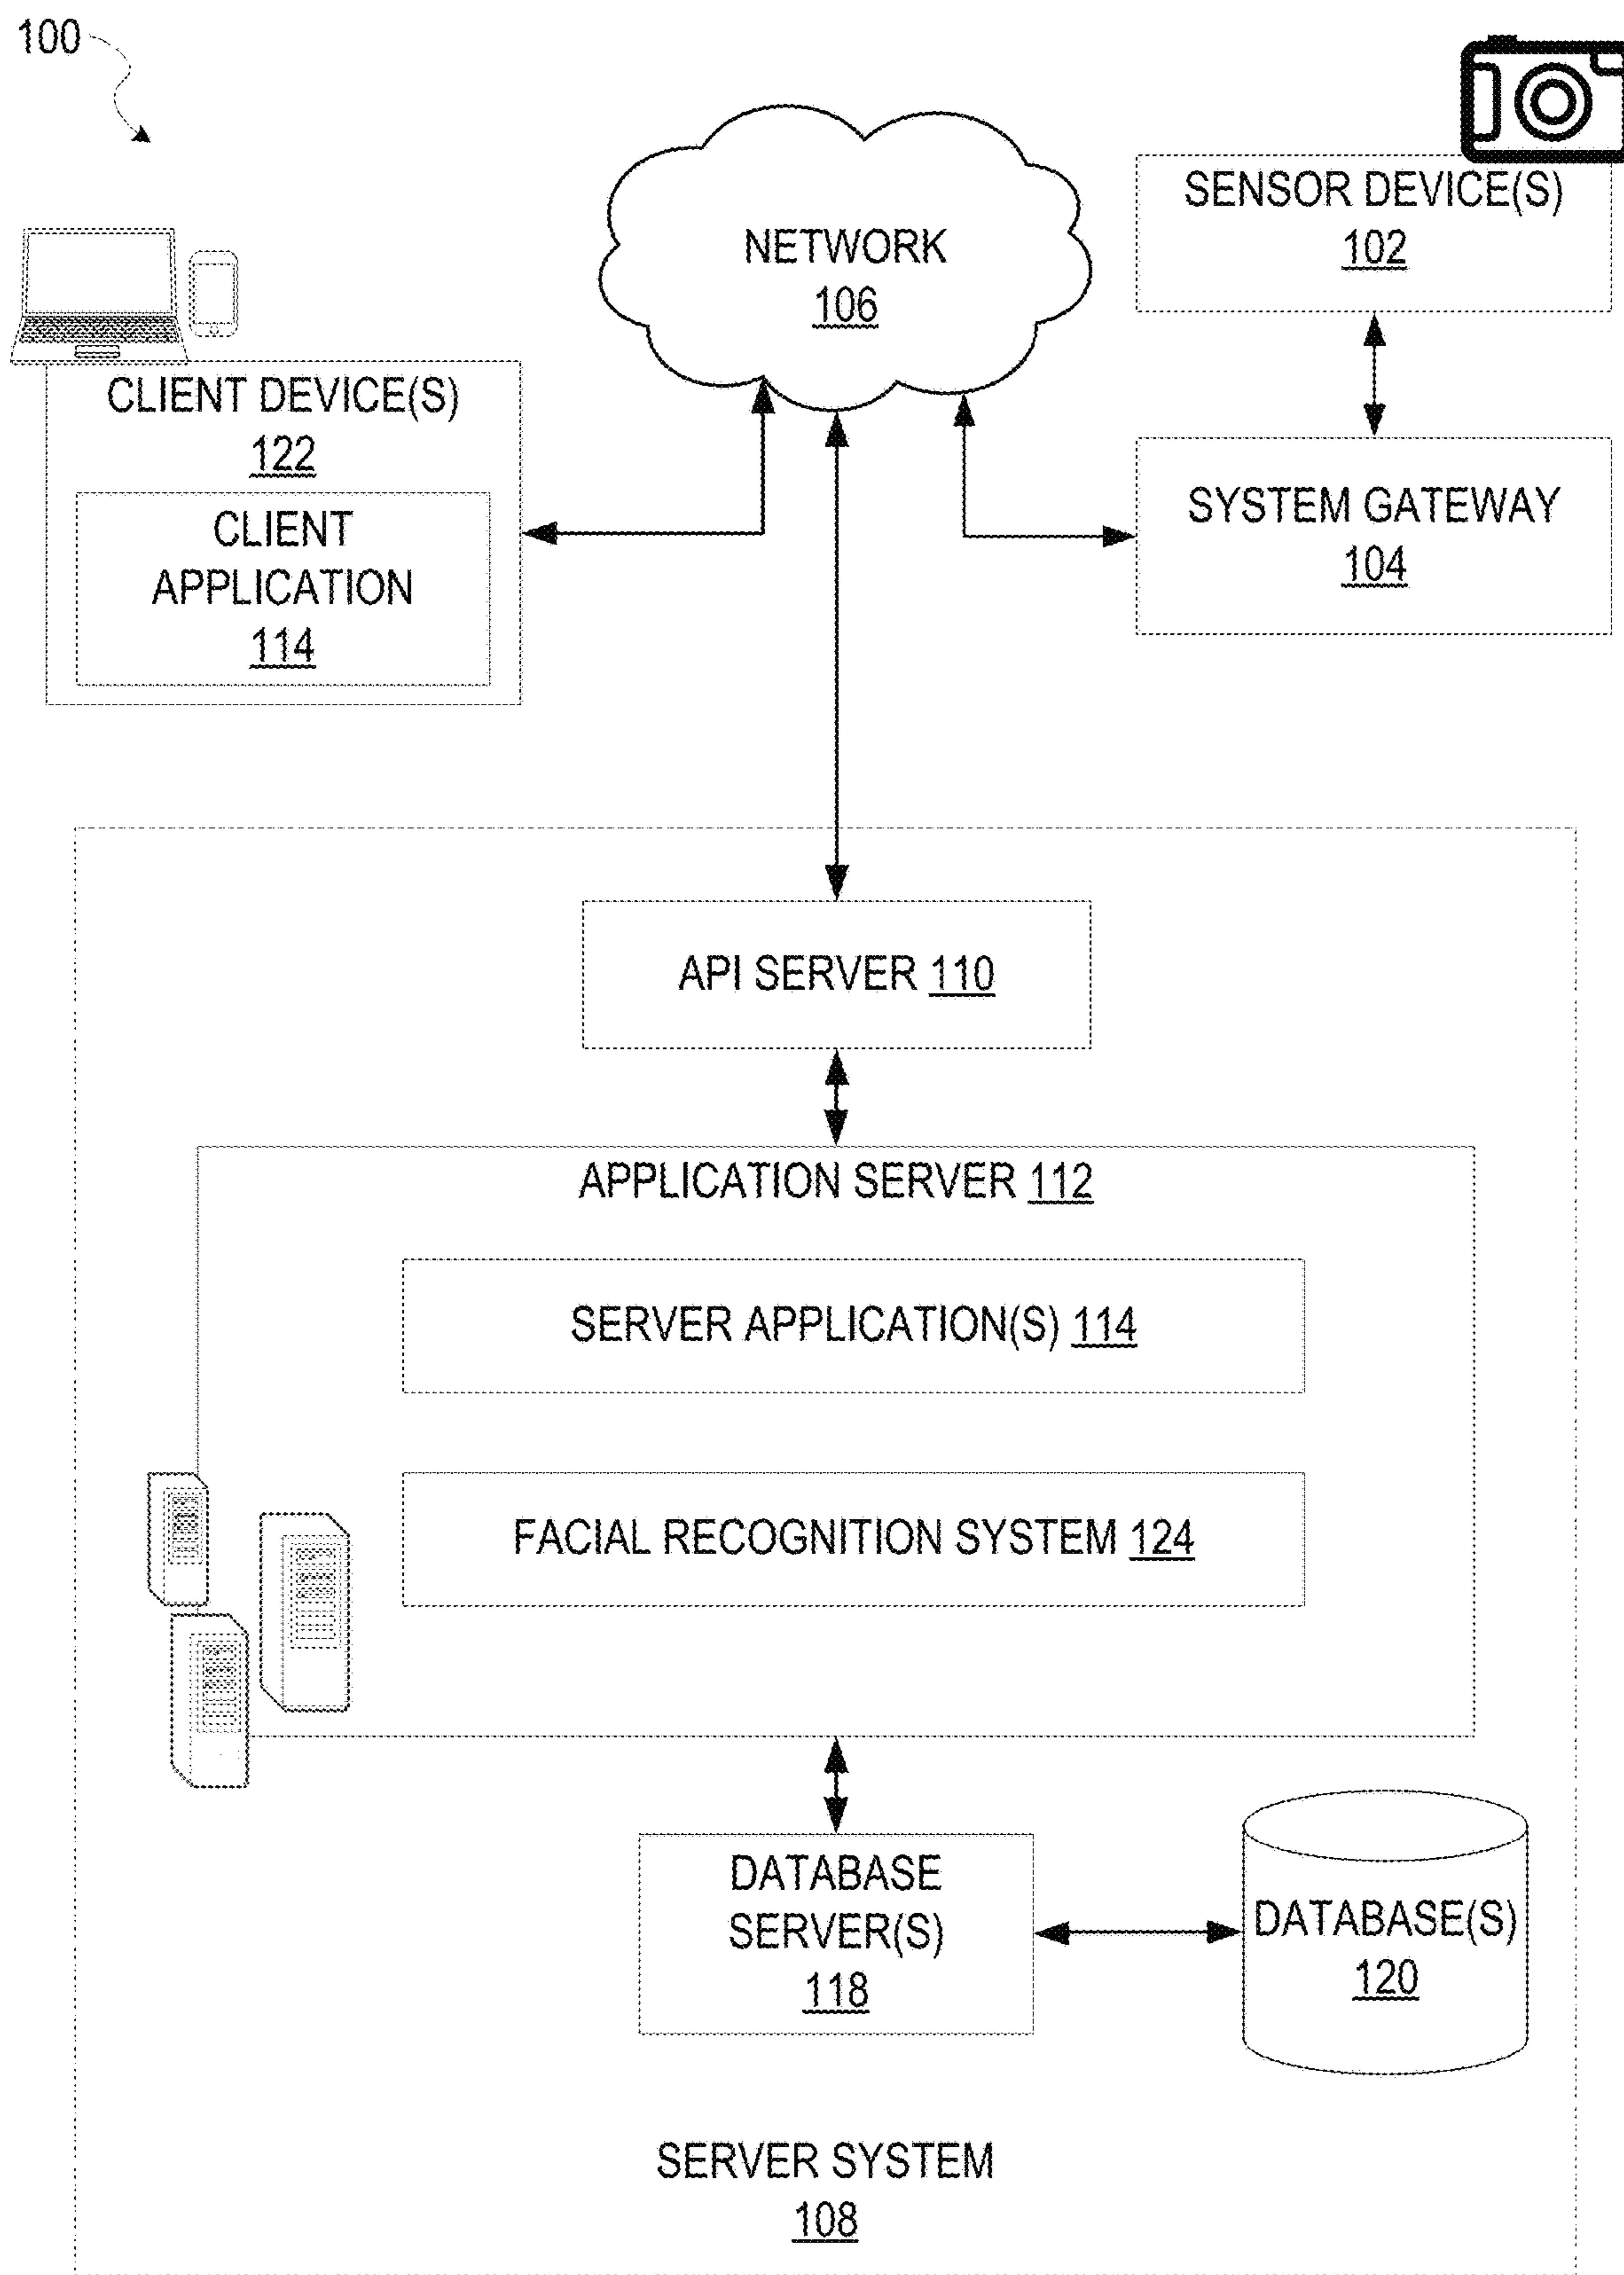 100
NETWORK
106
SENSOR DEVICE(S)
102
CLIENT DEVICE(S)
122
CLIENT
APPLICATION
114
SYSTEM GATEWAY
104
API SERVER 110
APPLICATION SERVER 112
SERVER APPLICATION(S) 114
FACIAL RECOGNITION SYSTEM 124
DATABASE
SERVER(S)
118
DATABASE(S)
120
SERVER SYSTEM
108